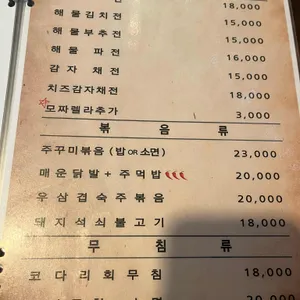 전 18,000
해물김치전 15,000
해물부추전 15,000
해물 파전 16,000
감자 채전 15,000
치즈감자채전 18,000
모짜렐라추가 3,000
볶음류
주꾸미볶음 (밥 OR 소면) 23,000
매운닭발 + 주먹밥 20,000
우삼겹숙주볶음 20,000
돼지석쇠불고기 18,000
무침류
코다리회무침 18,000
20,000